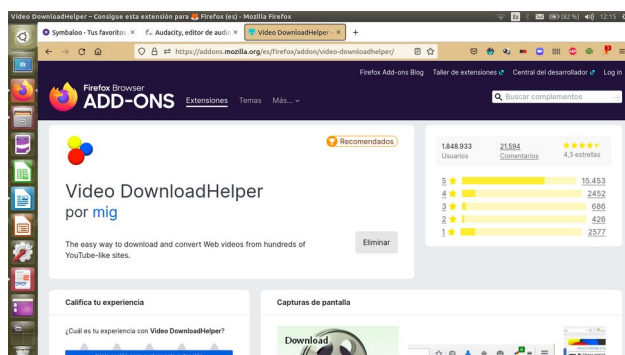 Video DownloadHelper – Consigue esta extensión para 🦊 Firefox (es) - Mozilla Firefox
Es
(82 %)
12:15
Symbaloo - Tus favoritos
Audacity, editor de audio
Video DownloadHelper –
https://addons.mozilla.org/es/firefox/addon/video-downloadhelper/
Firefox Add-ons Blog
Taller de extensiones
Central del desarrollador
Log in
Firefox Browser
ADD-ONS
Extensiones
Temas
Más...
Buscar complementos
Recomendados
Video DownloadHelper
por mig
The easy way to download and convert Web videos from hundreds of
YouTube-like sites.
Eliminar
1.848.933
21.594
Usuarios
Comentarios
4,3 estrellas
5
15.453
4
2452
3
686
2
426
1
2577
Califica tu experiencia
¿Cuál es tu experiencia con Video DownloadHelper?
Capturas de pantalla
Download